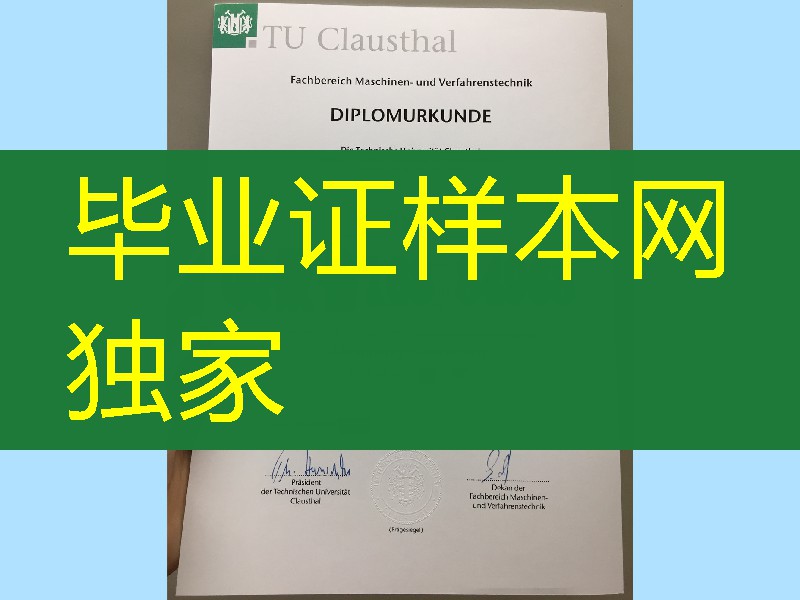 TU Clausthal
Fachbereich Maschinen- und Verfahrenstechnik
DIPLOMURKUNDE
毕业证样本网
独家
Präsident
der Technischen Universität
Clausthal
Dekan der
Fachbereich Maschinen-
und Verfahrenstechnik
(Prägesiegel)